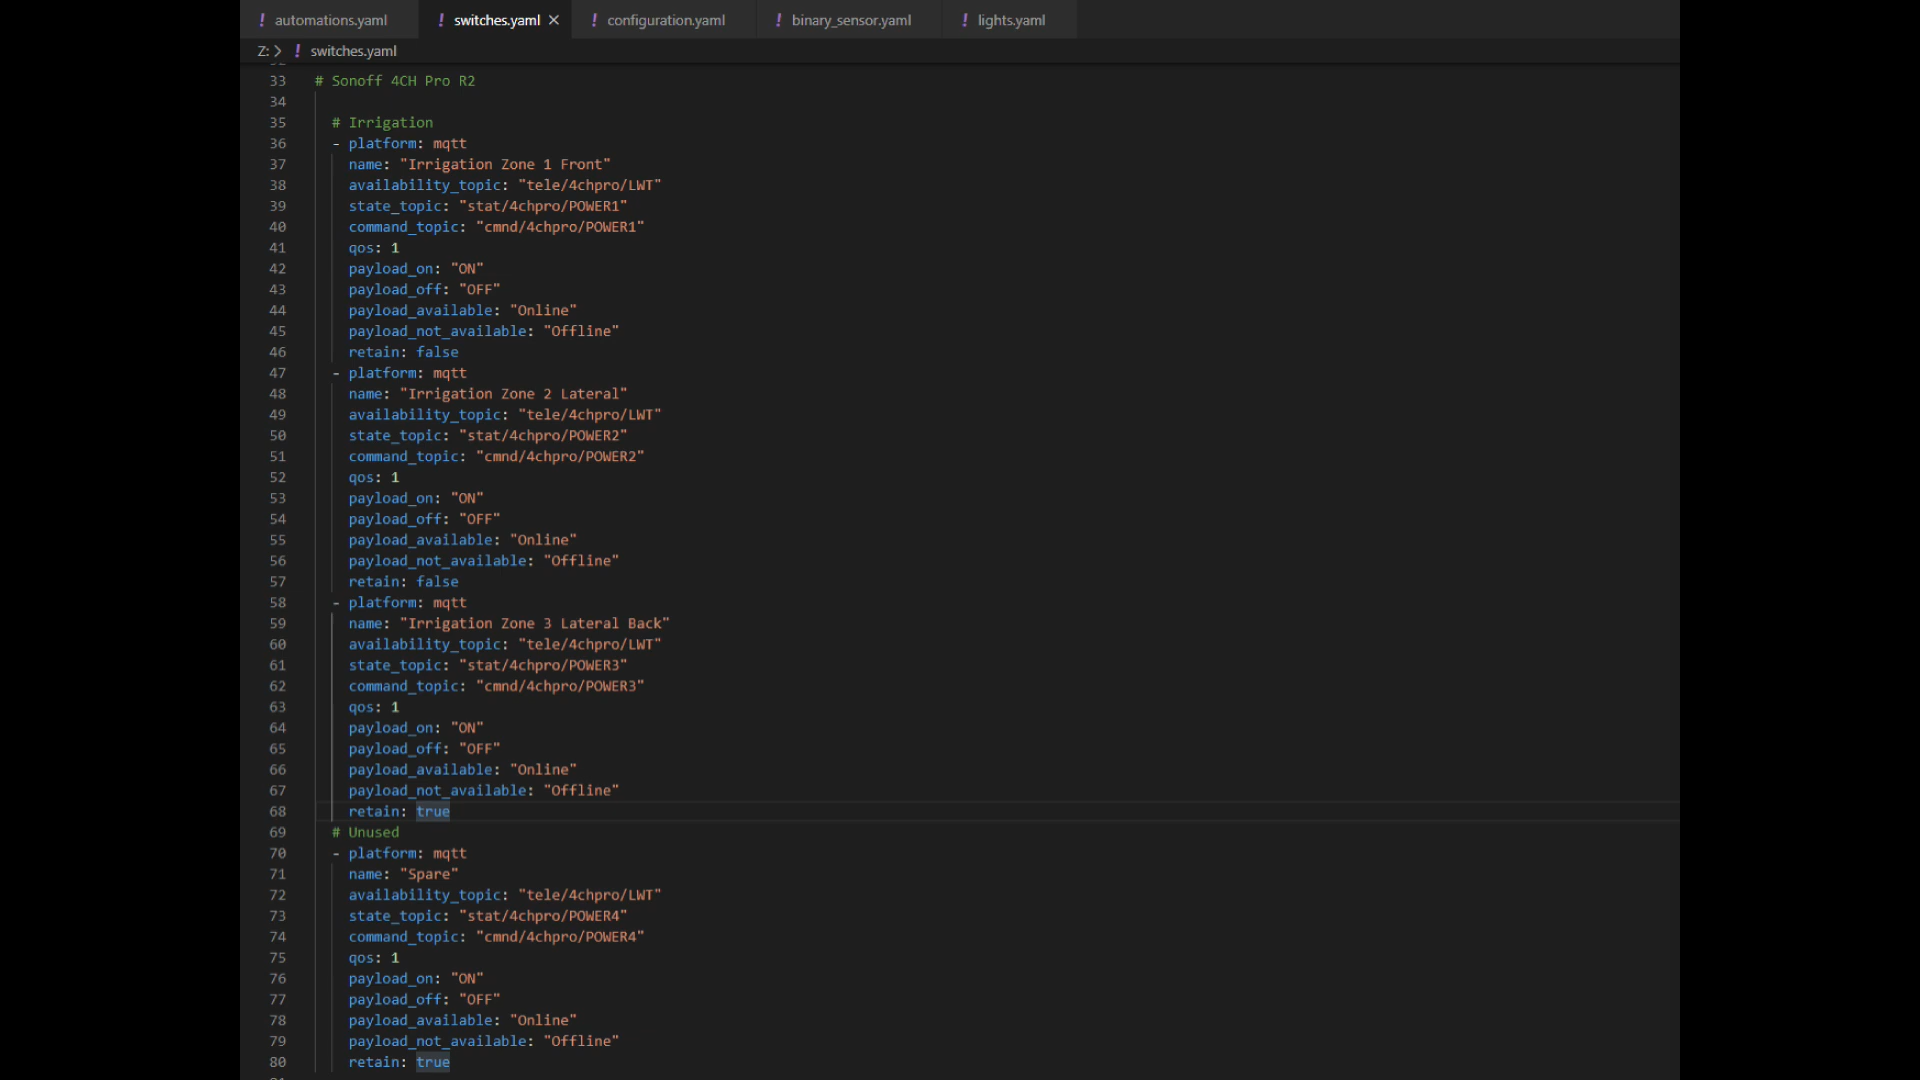 ! automations.yaml ! switches.yaml × ! configuration.yaml ! binary_sensor.yaml ! lights.yaml
Z: > ! switches.yaml
33 # Sonoff 4CH Pro R2
34
35 # Irrigation
36 - platform: mqtt
37 name: "Irrigation Zone 1 Front"
38 availability_topic: "tele/4chpro/LWT"
39 state_topic: "stat/4chpro/POWER1"
40 command_topic: "cmnd/4chpro/POWER1"
41 qos: 1
42 payload_on: "ON"
43 payload_off: "OFF"
44 payload_available: "Online"
45 payload_not_available: "Offline"
46 retain: false
47 - platform: mqtt
48 name: "Irrigation Zone 2 Lateral"
49 availability_topic: "tele/4chpro/LWT"
50 state_topic: "stat/4chpro/POWER2"
51 command_topic: "cmnd/4chpro/POWER2"
52 qos: 1
53 payload_on: "ON"
54 payload_off: "OFF"
55 payload_available: "Online"
56 payload_not_available: "Offline"
57 retain: false
58 - platform: mqtt
59 name: "Irrigation Zone 3 Lateral Back"
60 availability_topic: "tele/4chpro/LWT"
61 state_topic: "stat/4chpro/POWER3"
62 command_topic: "cmnd/4chpro/POWER3"
63 qos: 1
64 payload_on: "ON"
65 payload_off: "OFF"
66 payload_available: "Online"
67 payload_not_available: "Offline"
68 retain: true
69 # Unused
70 - platform: mqtt
71 name: "Spare"
72 availability_topic: "tele/4chpro/LWT"
73 state_topic: "stat/4chpro/POWER4"
74 command_topic: "cmnd/4chpro/POWER4"
75 qos: 1
76 payload_on: "ON"
77 payload_off: "OFF"
78 payload_available: "Online"
79 payload_not_available: "Offline"
80 retain: true